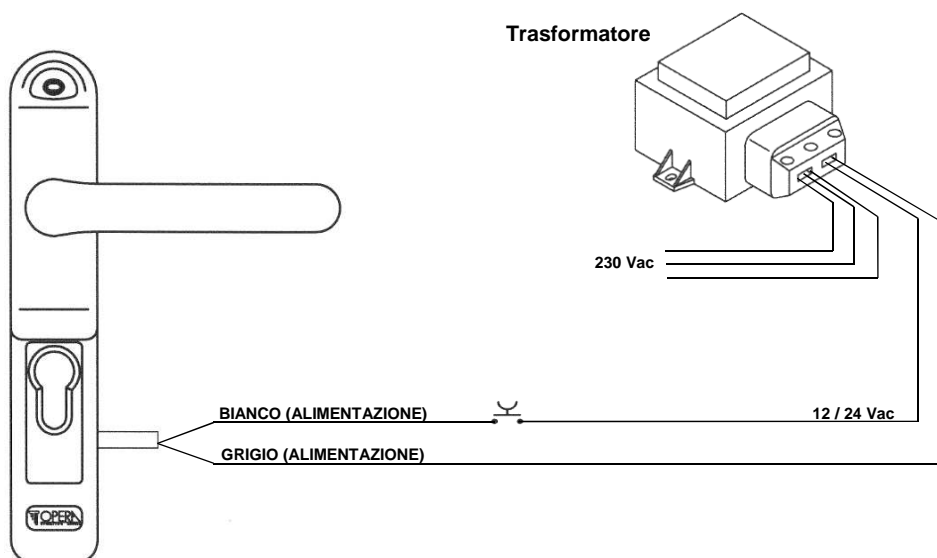 Trasformatore
230 Vac
BIANCO (ALIMENTAZIONE)
12 / 24 Vac
GRIGIO (ALIMENTAZIONE)
OPERA